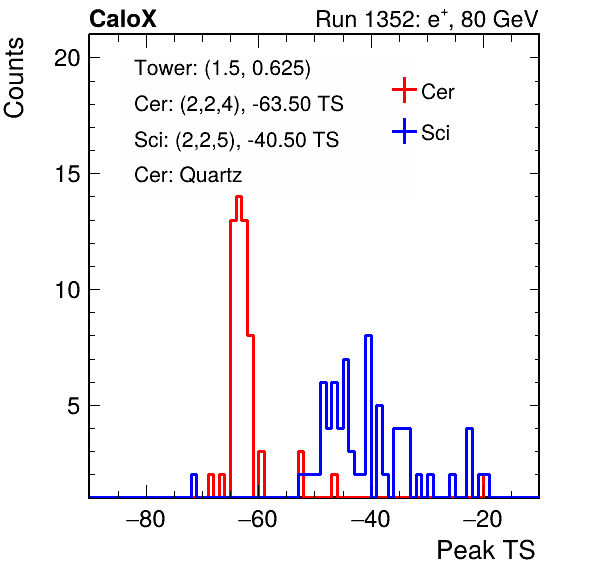 CaloX Run 1352: e⁺, 80 GeV
Counts
Tower: (1.5, 0.625)
Cer: (2,2,4), -63.50 TS
Sci: (2,2,5), -40.50 TS
Cer: Quartz
Cer
Sci
20
15
10
5
−80 −60 −40 −20
Peak TS